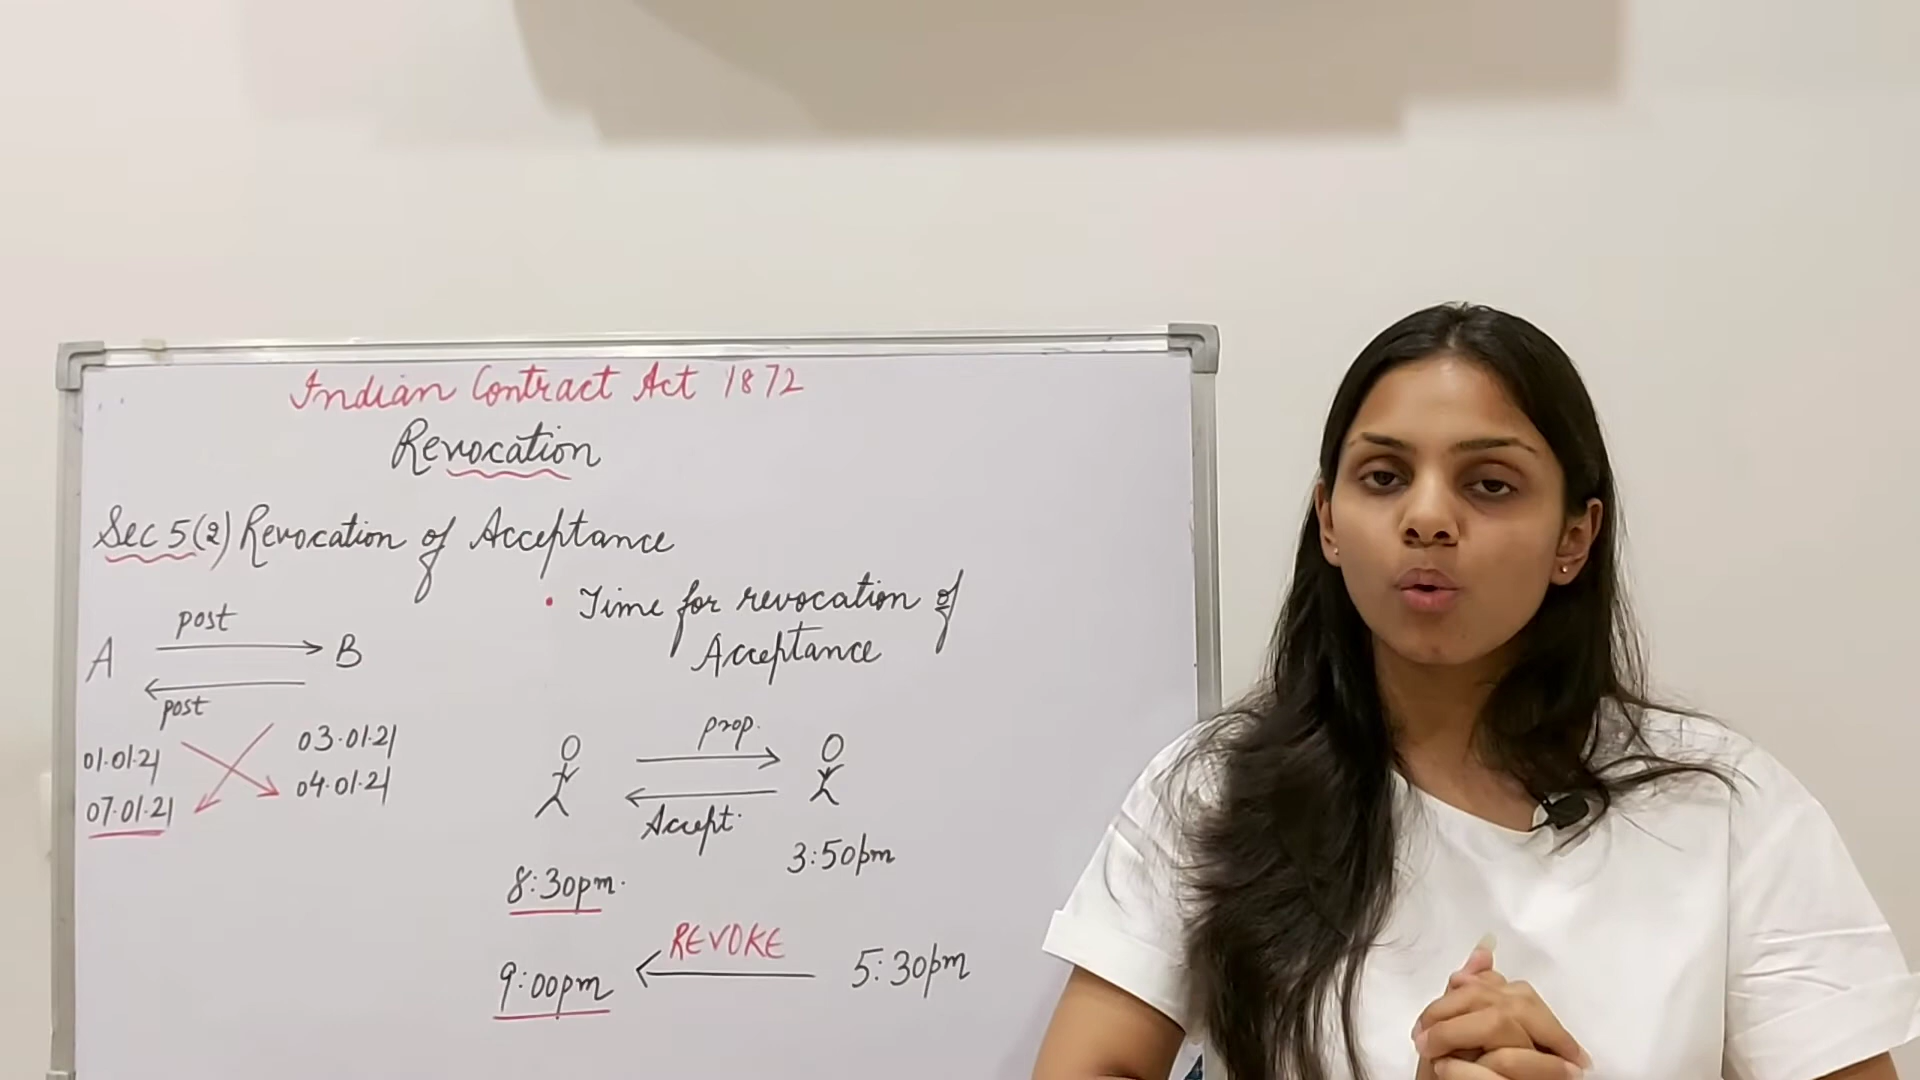 Indian Contract Act 1872
Revocation
Sec 5(2) Revocation of Acceptance
• Time for revocation of
Acceptance
post
A B
post
01.01.21 03.01.21
07.01.21 04.01.21
prop.
Accept.
3:50pm
8:30pm.
REVOKE
9:00pm 5:30pm